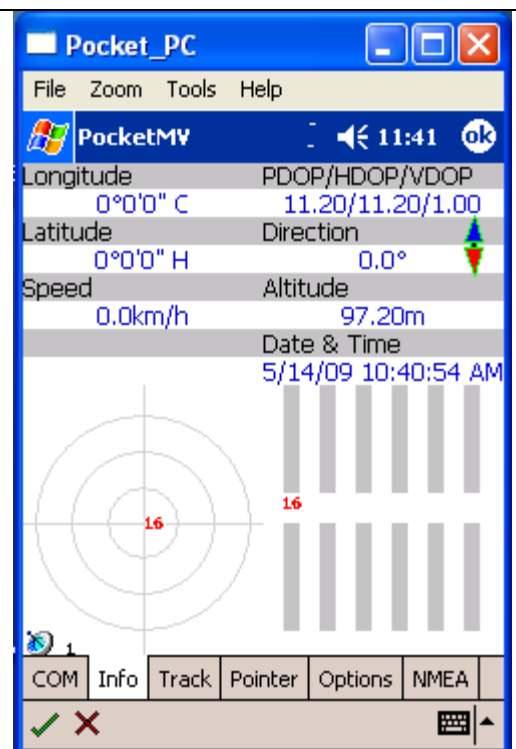 Pocket_PC
File Zoom Tools Help
PocketMV 11:41 ok
Longitude PDOP/HDOP/VDOP
0°0'0" C 11.20/11.20/1.00
Latitude Direction
0°0'0" H 0.0°
Speed Altitude
0.0km/h 97.20m
Date & Time
5/14/09 10:40:54 AM
16
16
1
COM Info Track Pointer Options NMEA